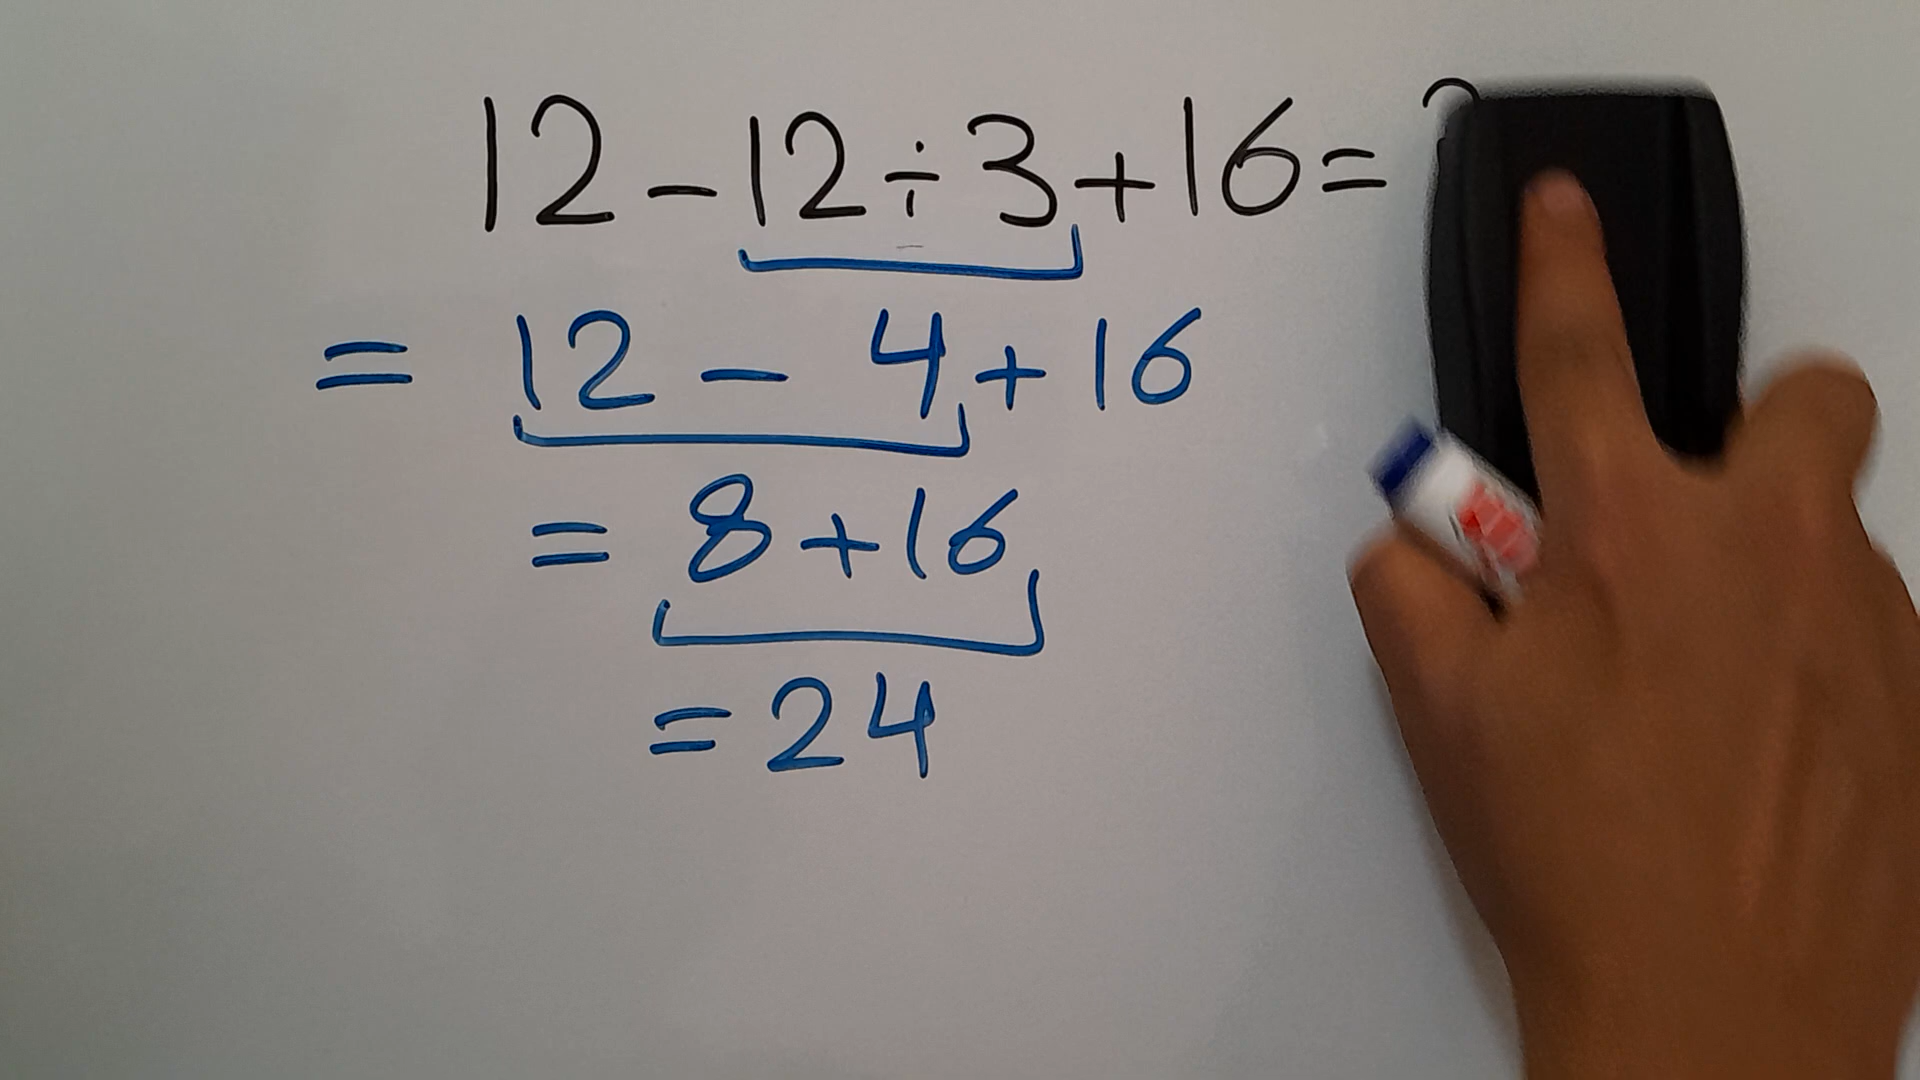 12 - 12 ÷ 3 + 16 = ?
= 12 - 4 + 16
= 8 + 16
= 24